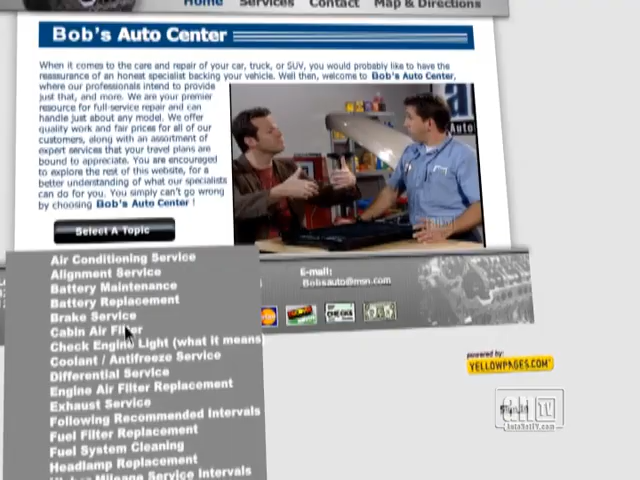 Home Services Contact Map & Directions
Bob's Auto Center
When it comes to the care and repair of your car, truck, or SUV, you would probably like to have the
reassurance of an honest specialist backing your vehicle. Well then, welcome to Bob's Auto Center,
where our professionals intend to provide
just that, and more. We are your premier
resource for full-service repair and can
handle just about any model. We offer
quality work and fair prices for all of our
customers, along with an assortment of
expert services that your travel plans are
bound to appreciate. You are encouraged
to explore the rest of this website, for a
better understanding of what our specialists
can do for you. You simply can't go wrong
by choosing Bob's Auto Center !
Auto
Select A Topic
Air Conditioning Service
Alignment Service
Battery Maintenance
Battery Replacement
Brake Service
Cabin Air Filter
Check Engine Light (what it means
Coolant / Antifreeze Service
Differential Service
Engine Air Filter Replacement
Exhaust Service
Following Recommended Intervals
Fuel Filter Replacement
Fuel System Cleaning
Headlamp Replacement
Higher Mileage Service Intervals
E-mail:
Bobsauto@msn.com
CHECKS
powered by:
YELLOWPAGES.COM
TV
AutoNetTV.com